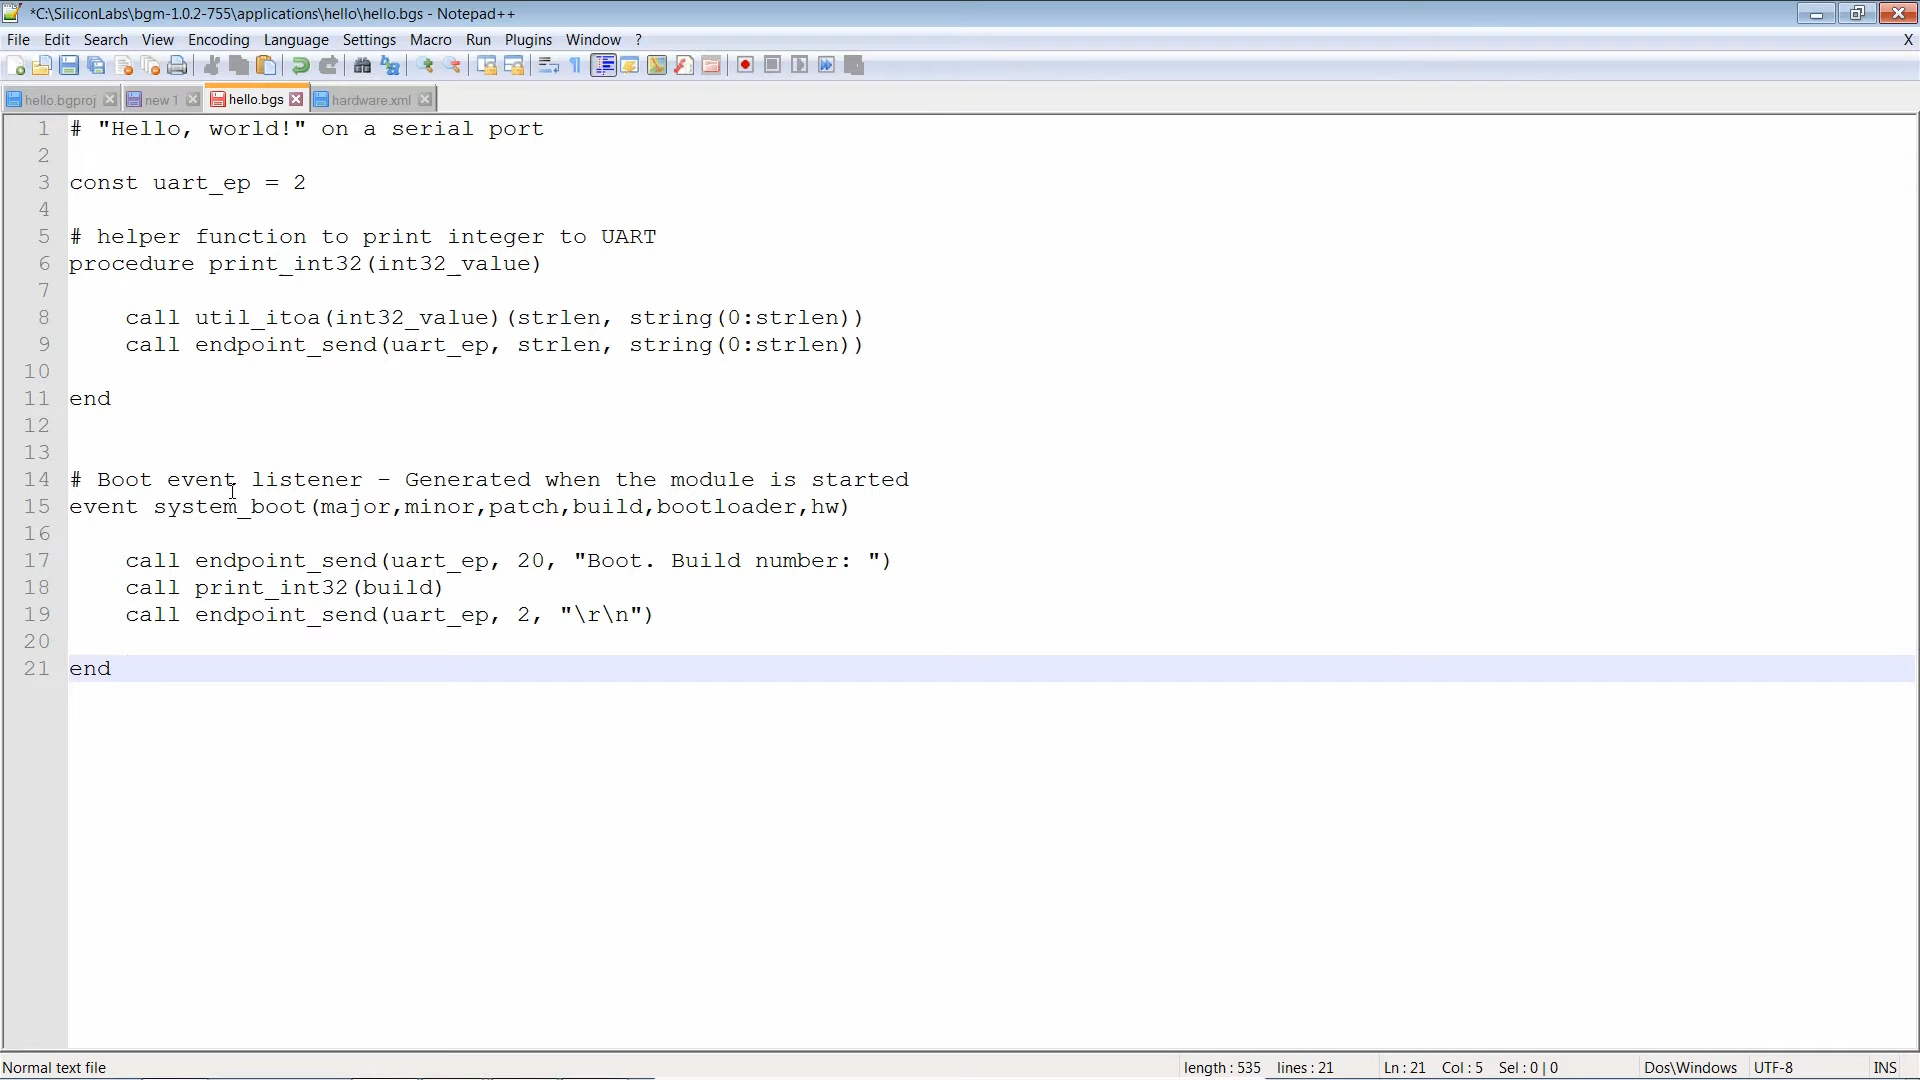 *C:\SiliconLabs\bgm-1.0.2-755\applications\hello\hello.bgs - Notepad++
File Edit Search View Encoding Language Settings Macro Run Plugins Window ? X
hello.bgproj new 1 hello.bgs hardware.xml
1 # "Hello, world!" on a serial port
2
3 const uart_ep = 2
4
5 # helper function to print integer to UART
6 procedure print_int32(int32_value)
7
8 call util_itoa(int32_value)(strlen, string(0:strlen))
9 call endpoint_send(uart_ep, strlen, string(0:strlen))
10
11 end
12
13
14 # Boot event listener - Generated when the module is started
15 event system_boot(major,minor,patch,build,bootloader,hw)
16
17 call endpoint_send(uart_ep, 20, "Boot. Build number: ")
18 call print_int32(build)
19 call endpoint_send(uart_ep, 2, "\r\n")
20
21 end
Normal text file length : 535 lines : 21 Ln : 21 Col : 5 Sel : 0 | 0 Dos\Windows UTF-8 INS